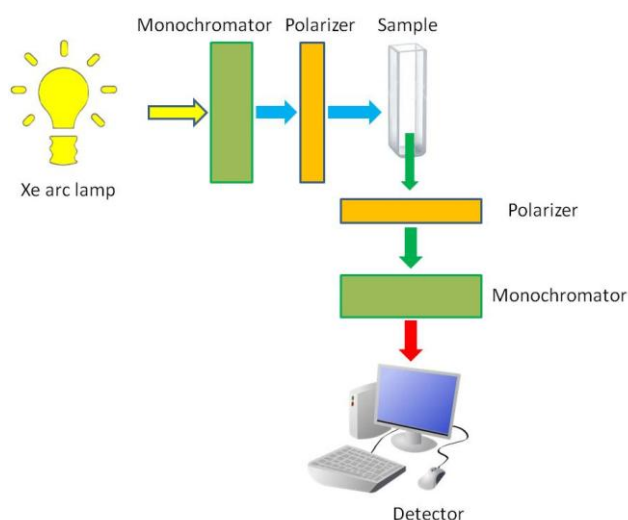 Monochromator
Polarizer
Sample
Xe arc lamp
Polarizer
Monochromator
Detector